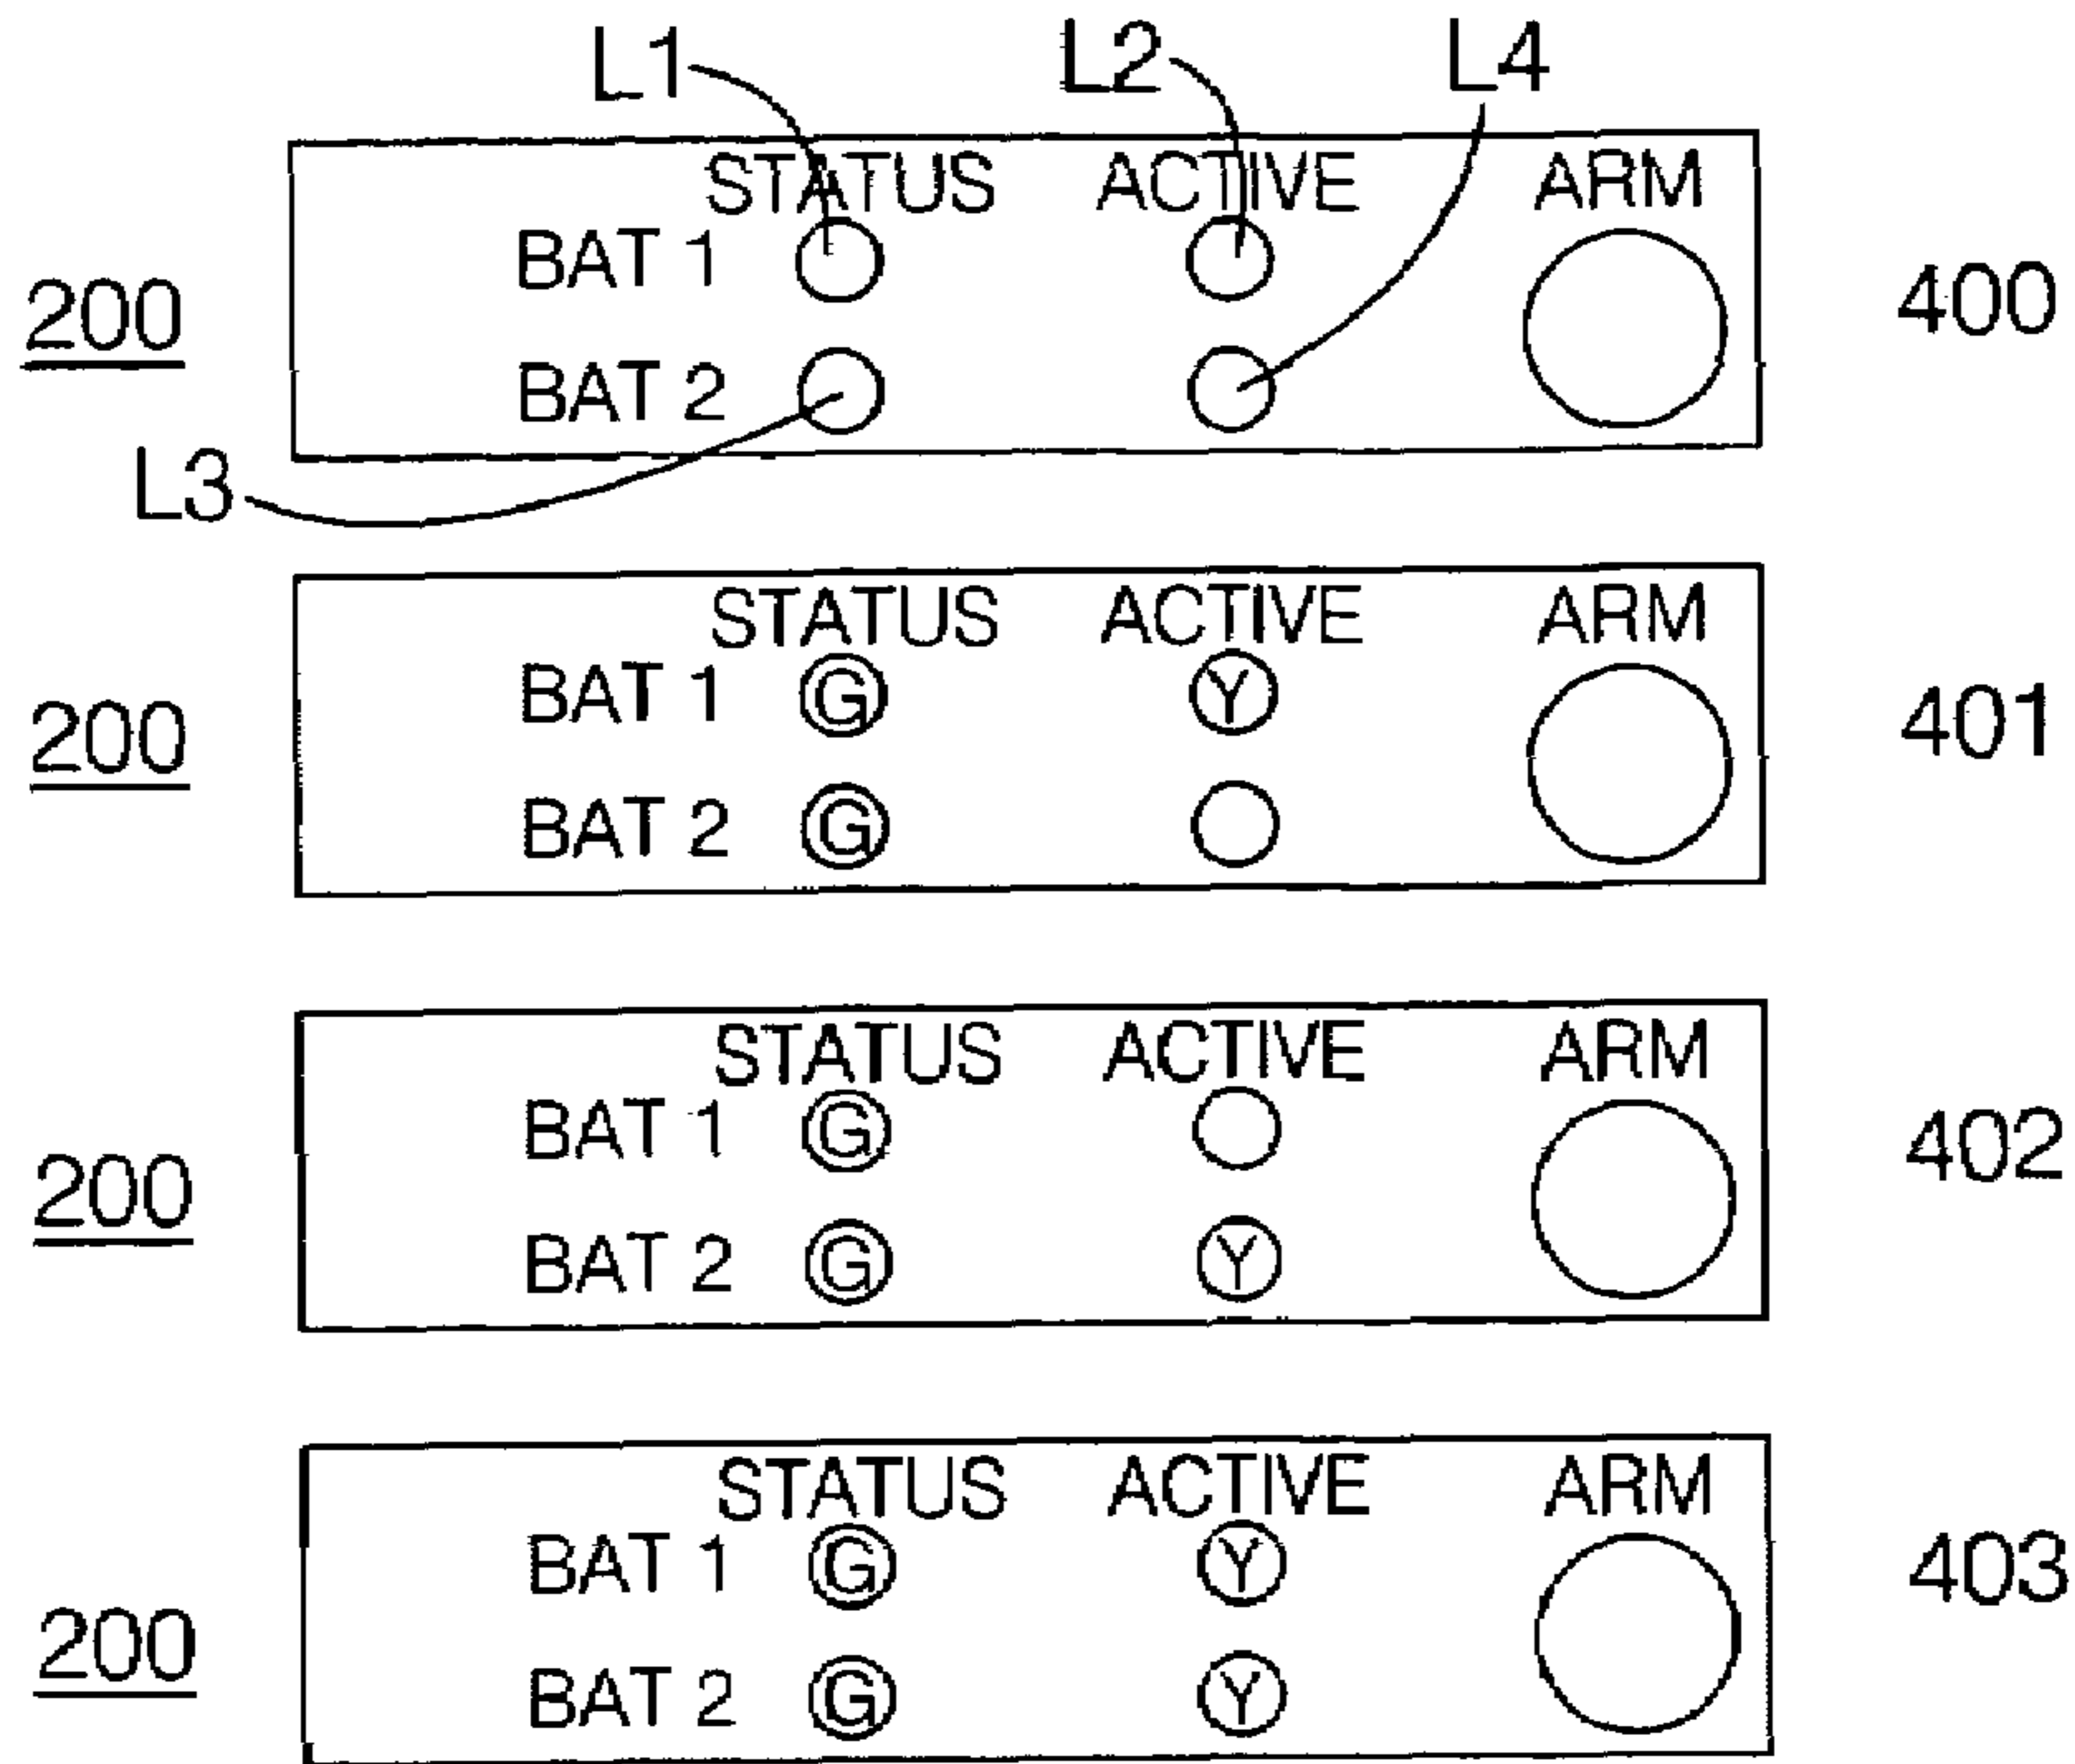 L1 L2 L4
STATUS ACTIVE ARM
BAT 1
200 400
BAT 2
L3
STATUS ACTIVE ARM
BAT 1 G Y
200 401
BAT 2 G
STATUS ACTIVE ARM
BAT 1 G
200 402
BAT 2 G Y
STATUS ACTIVE ARM
BAT 1 G Y
200 403
BAT 2 G Y